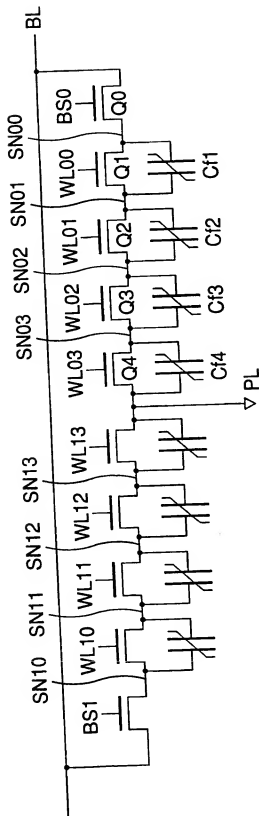 BL
BS0
Q0
SN00
WL00
Q1
Cf1
SN01
WL01
Q2
Cf2
SN02
WL02
Q3
Cf3
SN03
WL03
Q4
Cf4
PL
WL13
SN13
WL12
SN12
WL11
SN11
WL10
SN10
BS1